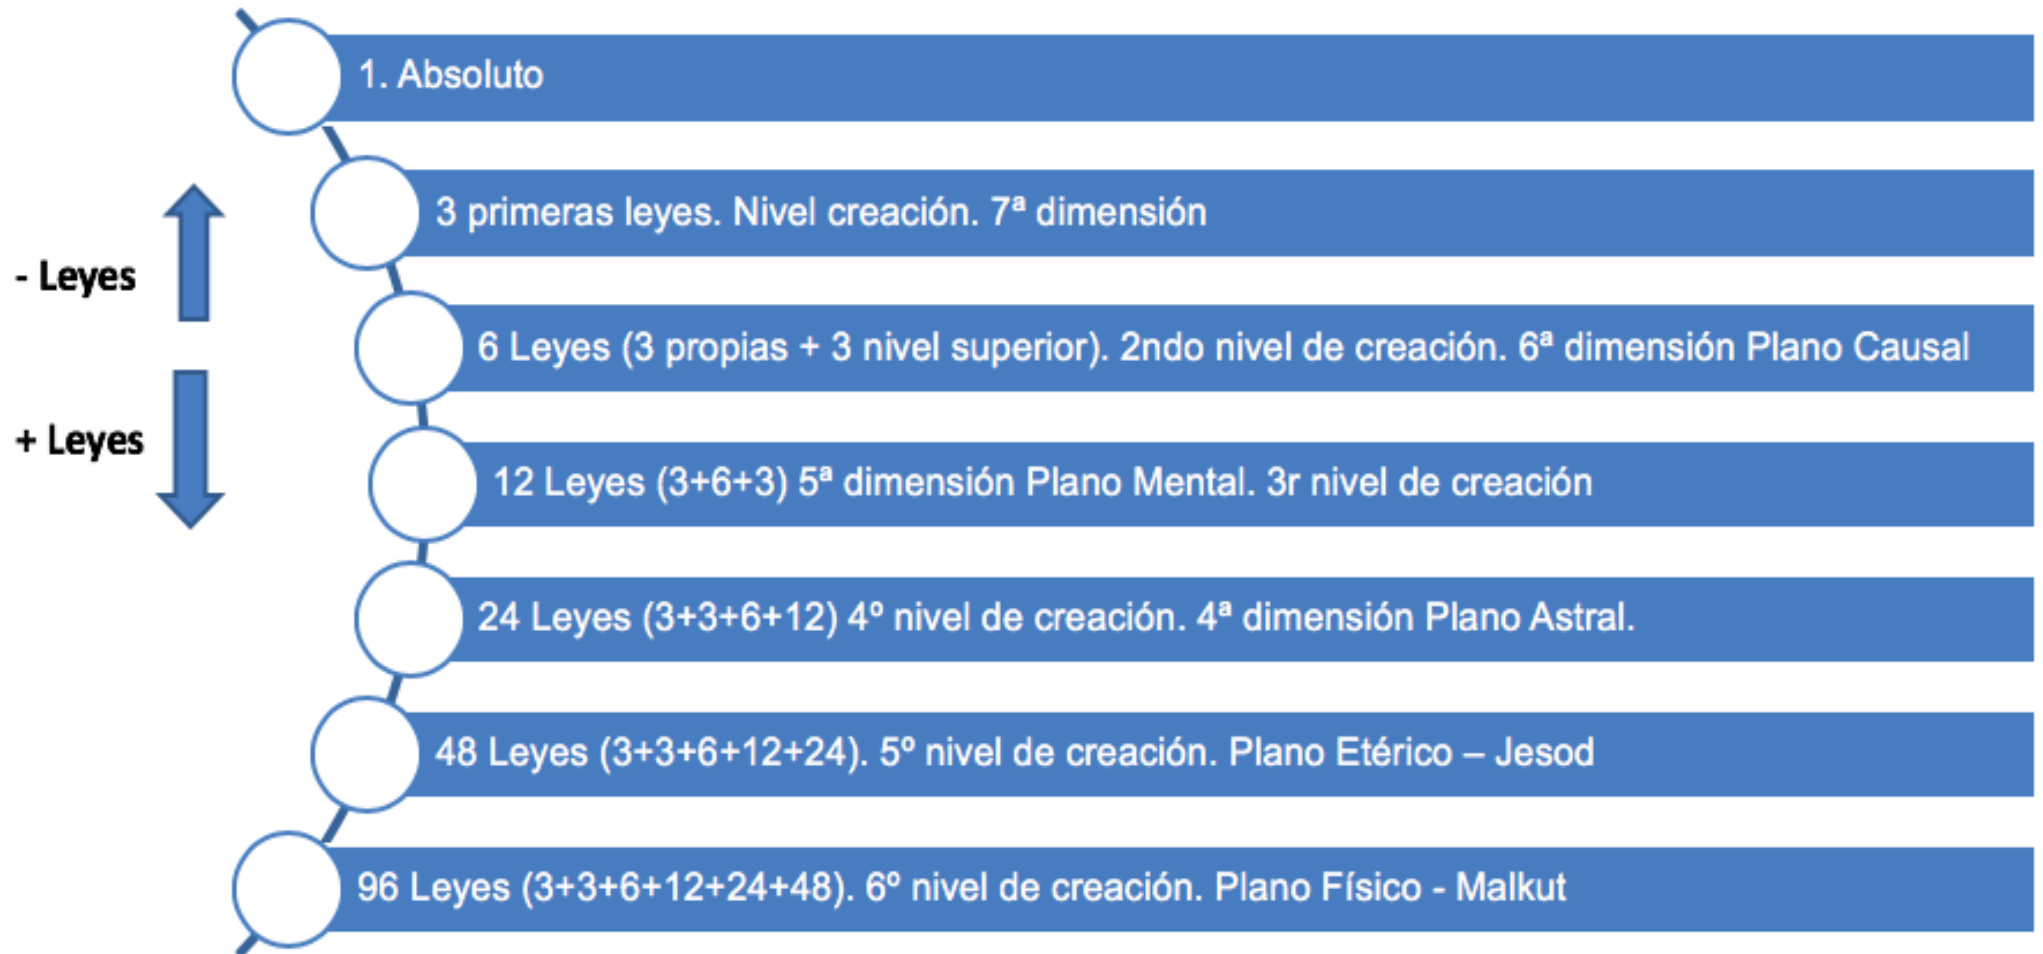 1. Absoluto
3 primeras leyes. Nivel creación. 7ª dimensión
- Leyes
6 Leyes (3 propias + 3 nivel superior). 2ndo nivel de creación. 6ª dimensión Plano Causal
+ Leyes
12 Leyes (3+6+3) 5ª dimensión Plano Mental. 3r nivel de creación
24 Leyes (3+3+6+12) 4º nivel de creación. 4ª dimensión Plano Astral.
48 Leyes (3+3+6+12+24). 5º nivel de creación. Plano Etérico – Jesod
96 Leyes (3+3+6+12+24+48). 6º nivel de creación. Plano Físico - Malkut